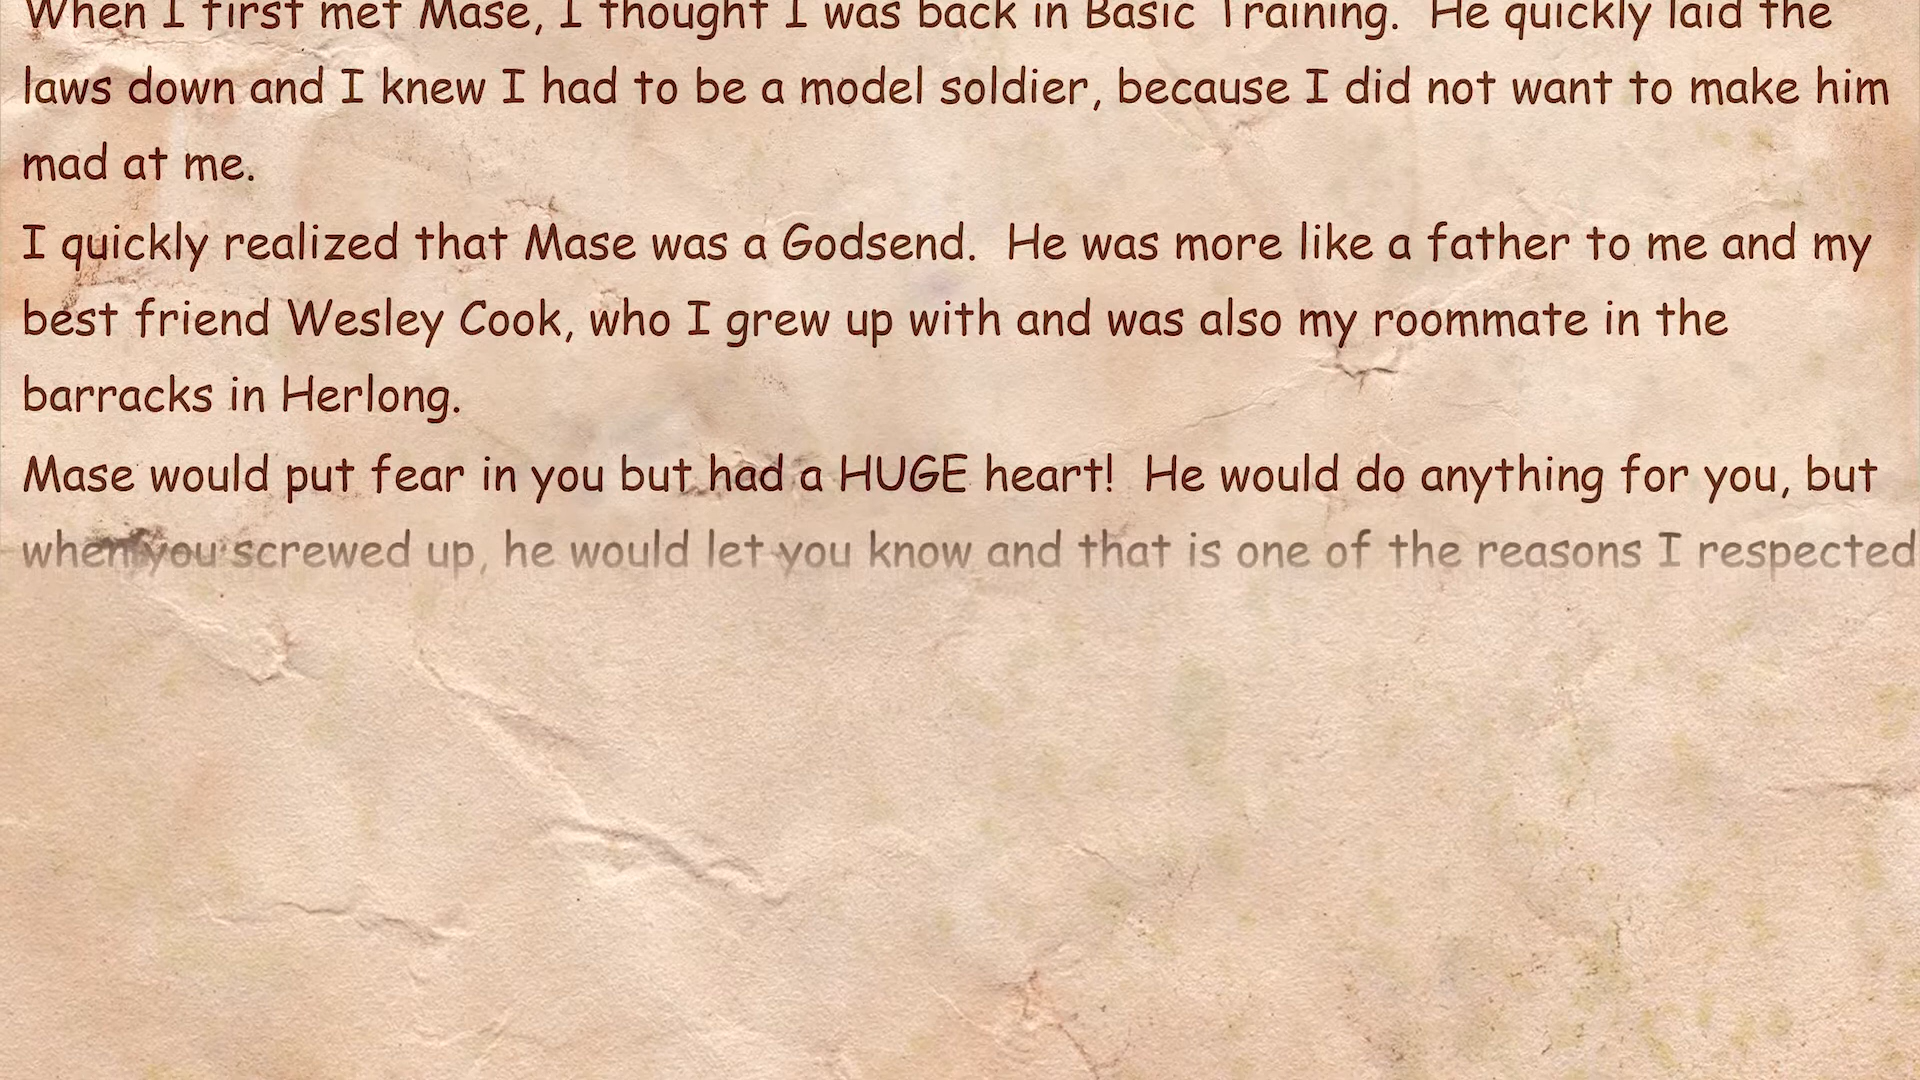 When I first met Mase, I thought I was back in Basic Training.  He quickly laid the
laws down and I knew I had to be a model soldier, because I did not want to make him
mad at me.
I quickly realized that Mase was a Godsend.  He was more like a father to me and my
best friend Wesley Cook, who I grew up with and was also my roommate in the
barracks in Herlong.
Mase would put fear in you but had a HUGE heart!  He would do anything for you, but
when you screwed up, he would let you know and that is one of the reasons I respected